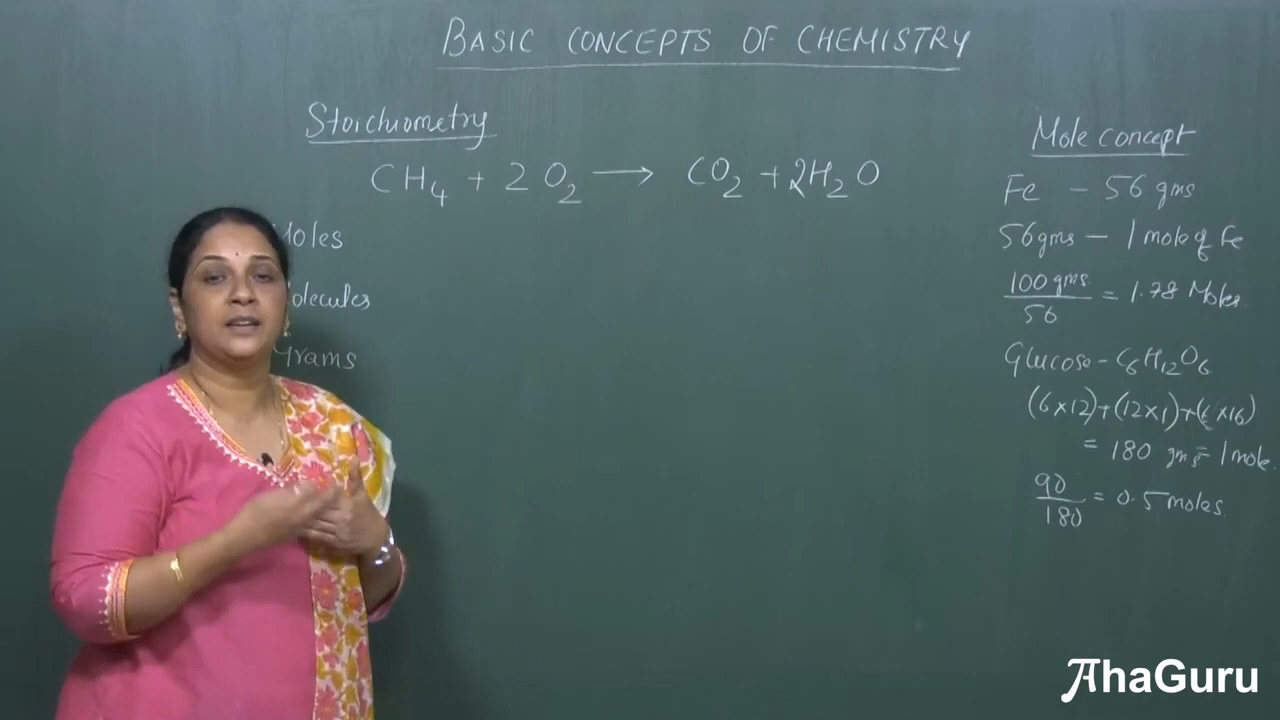 BASIC CONCEPTS OF CHEMISTRY
Stoichiometry
CH4 + 2 O2 → CO2 + 2H2O
Moles
olecules
Grams
Mole concept
Fe - 56 gms
56gms - 1 mole of Fe
100 gms
56
= 1.78 Moles
Glucose - C6H12O6
(6×12)+(12×1)+(6×16)
= 180 gms = 1 mole.
90
180
= 0.5 moles.
AhaGuru